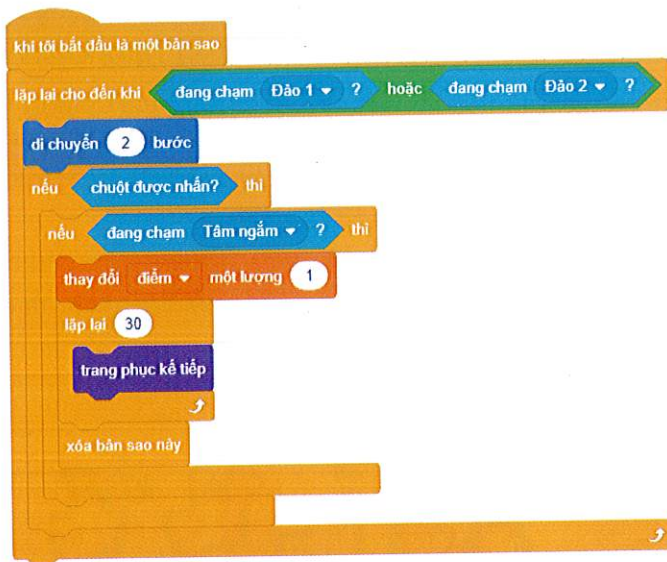 khi tôi bắt đầu là một bản sao
lặp lại cho đến khi đang chạm Đảo 1 ? hoặc đang chạm Đảo 2 ?
di chuyển 2 bước
nếu chuột được nhấn? thì
nếu đang chạm Tâm ngắm ? thì
thay đổi điểm một lượng 1
lặp lại 30
trang phục kế tiếp
xóa bản sao này